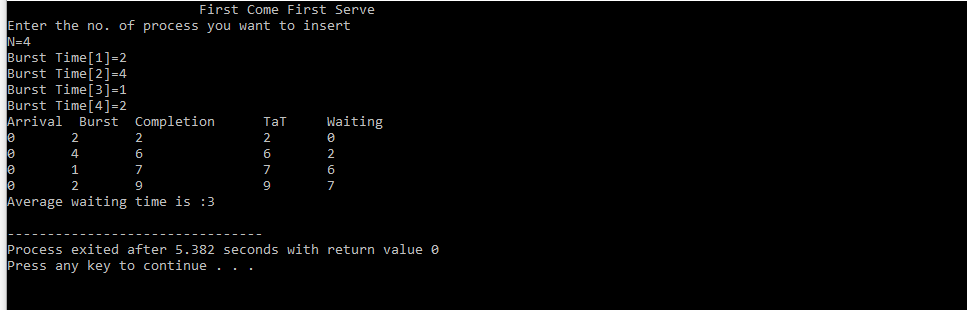 First Come First Serve
Enter the no. of process you want to insert
N=4
Burst Time[1]=2
Burst Time[2]=4
Burst Time[3]=1
Burst Time[4]=2
Arrival  Burst  Completion      TaT     Waiting
0       2       2               2       0
0       4       6               6       2
0       1       7               7       6
0       2       9               9       7
Average waiting time is :3
--------------------------------
Process exited after 5.382 seconds with return value 0
Press any key to continue . . .